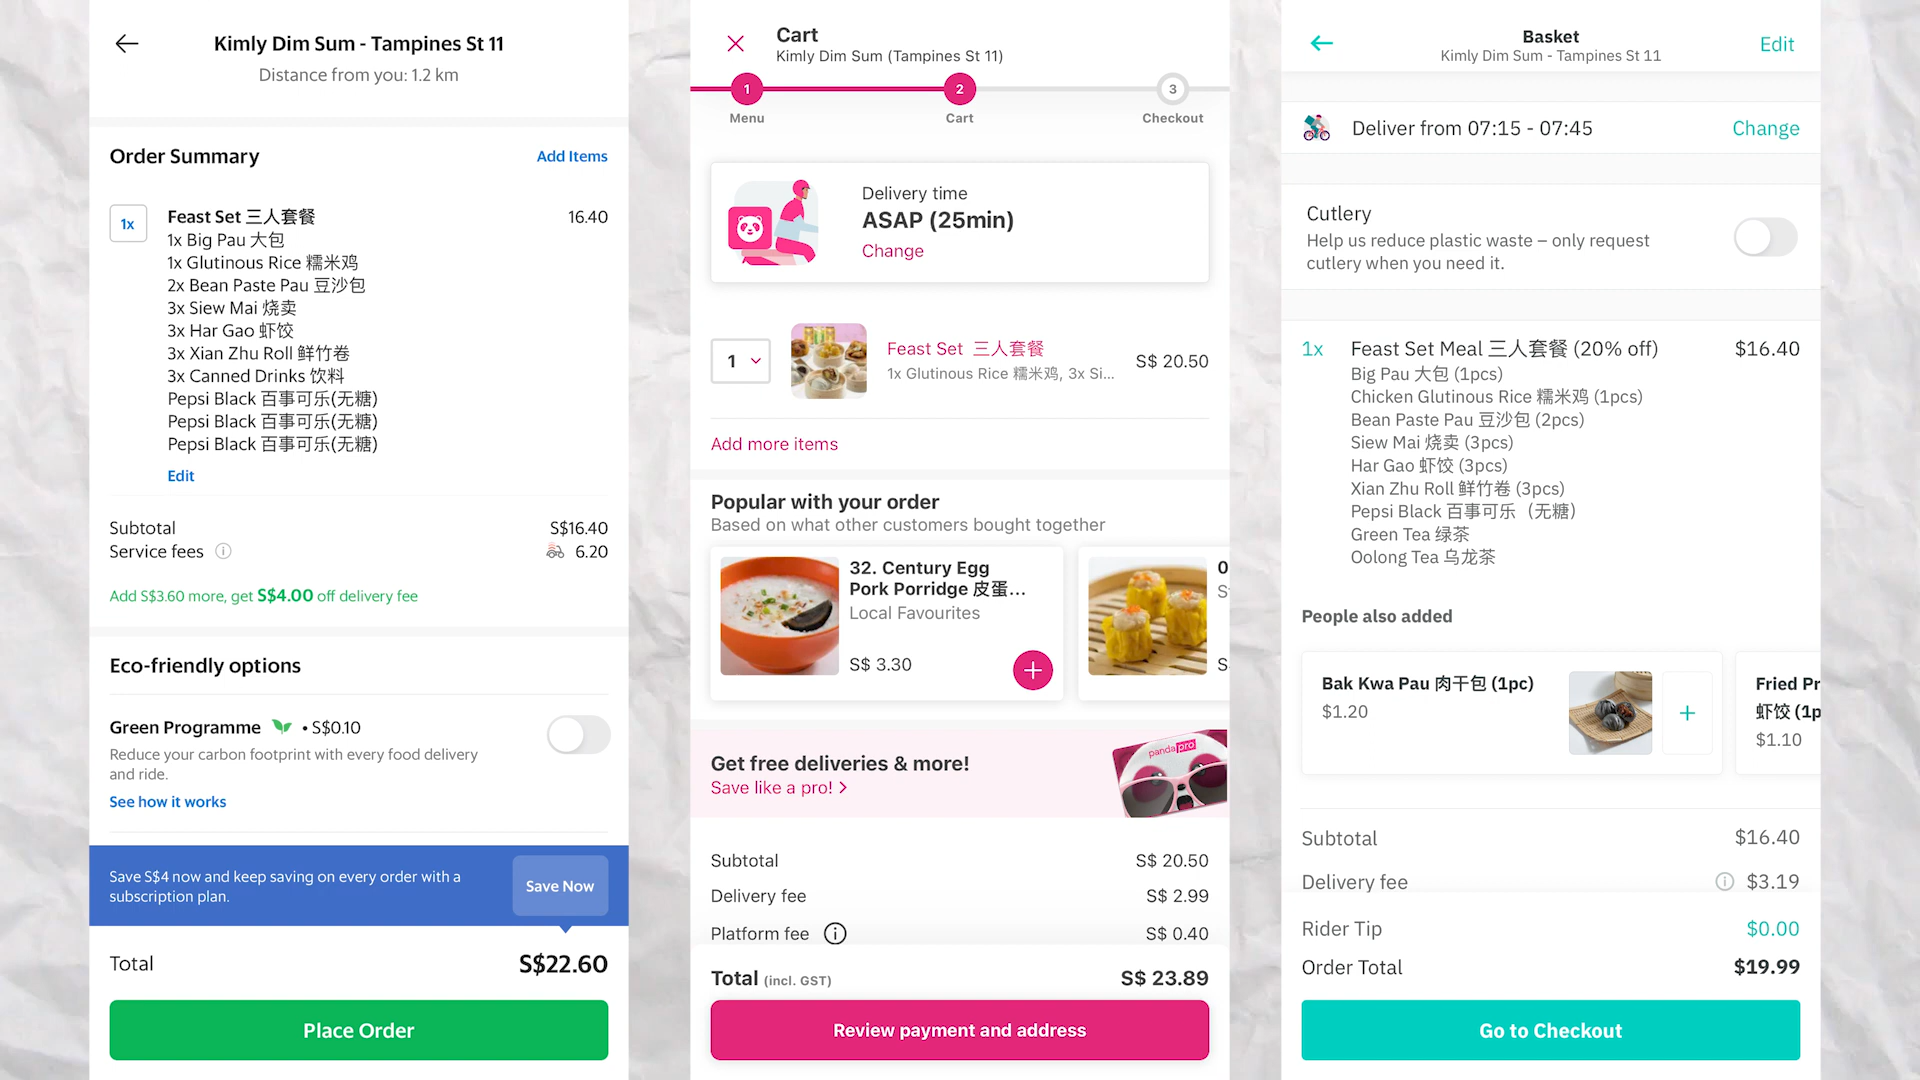 Kimly Dim Sum - Tampines St 11
Distance from you: 1.2 km
Order Summary
Add Items
1x
Feast Set 三人套餐
16.40
1x Big Pau 大包
1x Glutinous Rice 糯米鸡
2x Bean Paste Pau 豆沙包
3x Siew Mai 烧卖
3x Har Gao 虾饺
3x Xian Zhu Roll 鲜竹卷
3x Canned Drinks 饮料
Pepsi Black 百事可乐(无糖)
Pepsi Black 百事可乐(无糖)
Pepsi Black 百事可乐(无糖)
Edit
Subtotal
S$16.40
Service fees
6.20
Add S$3.60 more, get S$4.00 off delivery fee
Eco-friendly options
Green Programme • S$0.10
Reduce your carbon footprint with every food delivery
and ride.
See how it works
Save S$4 now and keep saving on every order with a
subscription plan.
Save Now
Total
S$22.60
Place Order
Cart
Kimly Dim Sum (Tampines St 11)
1
2
3
Menu
Cart
Checkout
Delivery time
ASAP (25min)
Change
1
Feast Set 三人套餐
1x Glutinous Rice 糯米鸡, 3x Si...
S$ 20.50
Add more items
Popular with your order
Based on what other customers bought together
32. Century Egg
Pork Porridge 皮蛋...
Local Favourites
S$ 3.30
0
S
S
Get free deliveries & more!
Save like a pro!
panda pro
Subtotal
S$ 20.50
Delivery fee
S$ 2.99
Platform fee
S$ 0.40
Total (incl. GST)
S$ 23.89
Review payment and address
Basket
Kimly Dim Sum - Tampines St 11
Edit
Deliver from 07:15 - 07:45
Change
Cutlery
Help us reduce plastic waste – only request
cutlery when you need it.
1x
Feast Set Meal 三人套餐 (20% off)
$16.40
Big Pau 大包 (1pcs)
Chicken Glutinous Rice 糯米鸡 (1pcs)
Bean Paste Pau 豆沙包 (2pcs)
Siew Mai 烧卖 (3pcs)
Har Gao 虾饺 (3pcs)
Xian Zhu Roll 鲜竹卷 (3pcs)
Pepsi Black 百事可乐（无糖）
Green Tea 绿茶
Oolong Tea 乌龙茶
People also added
Bak Kwa Pau 肉干包 (1pc)
$1.20
Fried Pr
虾饺 (1p
$1.10
Subtotal
$16.40
Delivery fee
$3.19
Rider Tip
$0.00
Order Total
$19.99
Go to Checkout